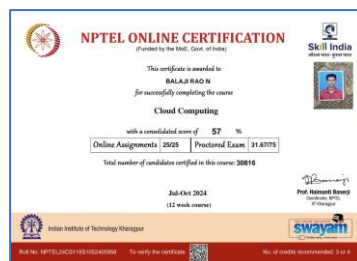 NPTEL ONLINE CERTIFICATION
(Funded by the MoE, Govt. of India)
Skill India
This certificate is awarded to
BALAJI RAO N
for successfully completing the course
Cloud Computing
with a consolidated score of 57 %
Online Assignments 25/25 Proctored Exam 31.67/75
Total number of candidates certified in this course: 30816
Jul-Oct 2024
(12 week course)
Prof. Haimanti Banerji
Coordinator, NPTEL
IIT Kharagpur
Indian Institute of Technology Kharagpur
swayam
Roll No: To verify the certificate No. of credits recommended: 3 or 4